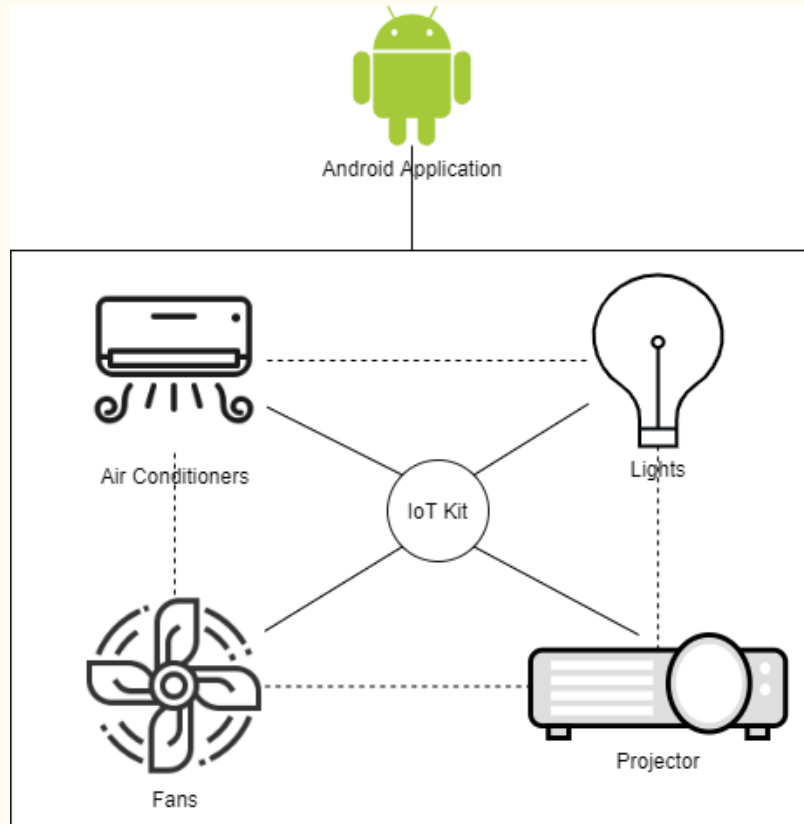 Android Application
Air Conditioners
Lights
IoT Kit
Projector
Fans